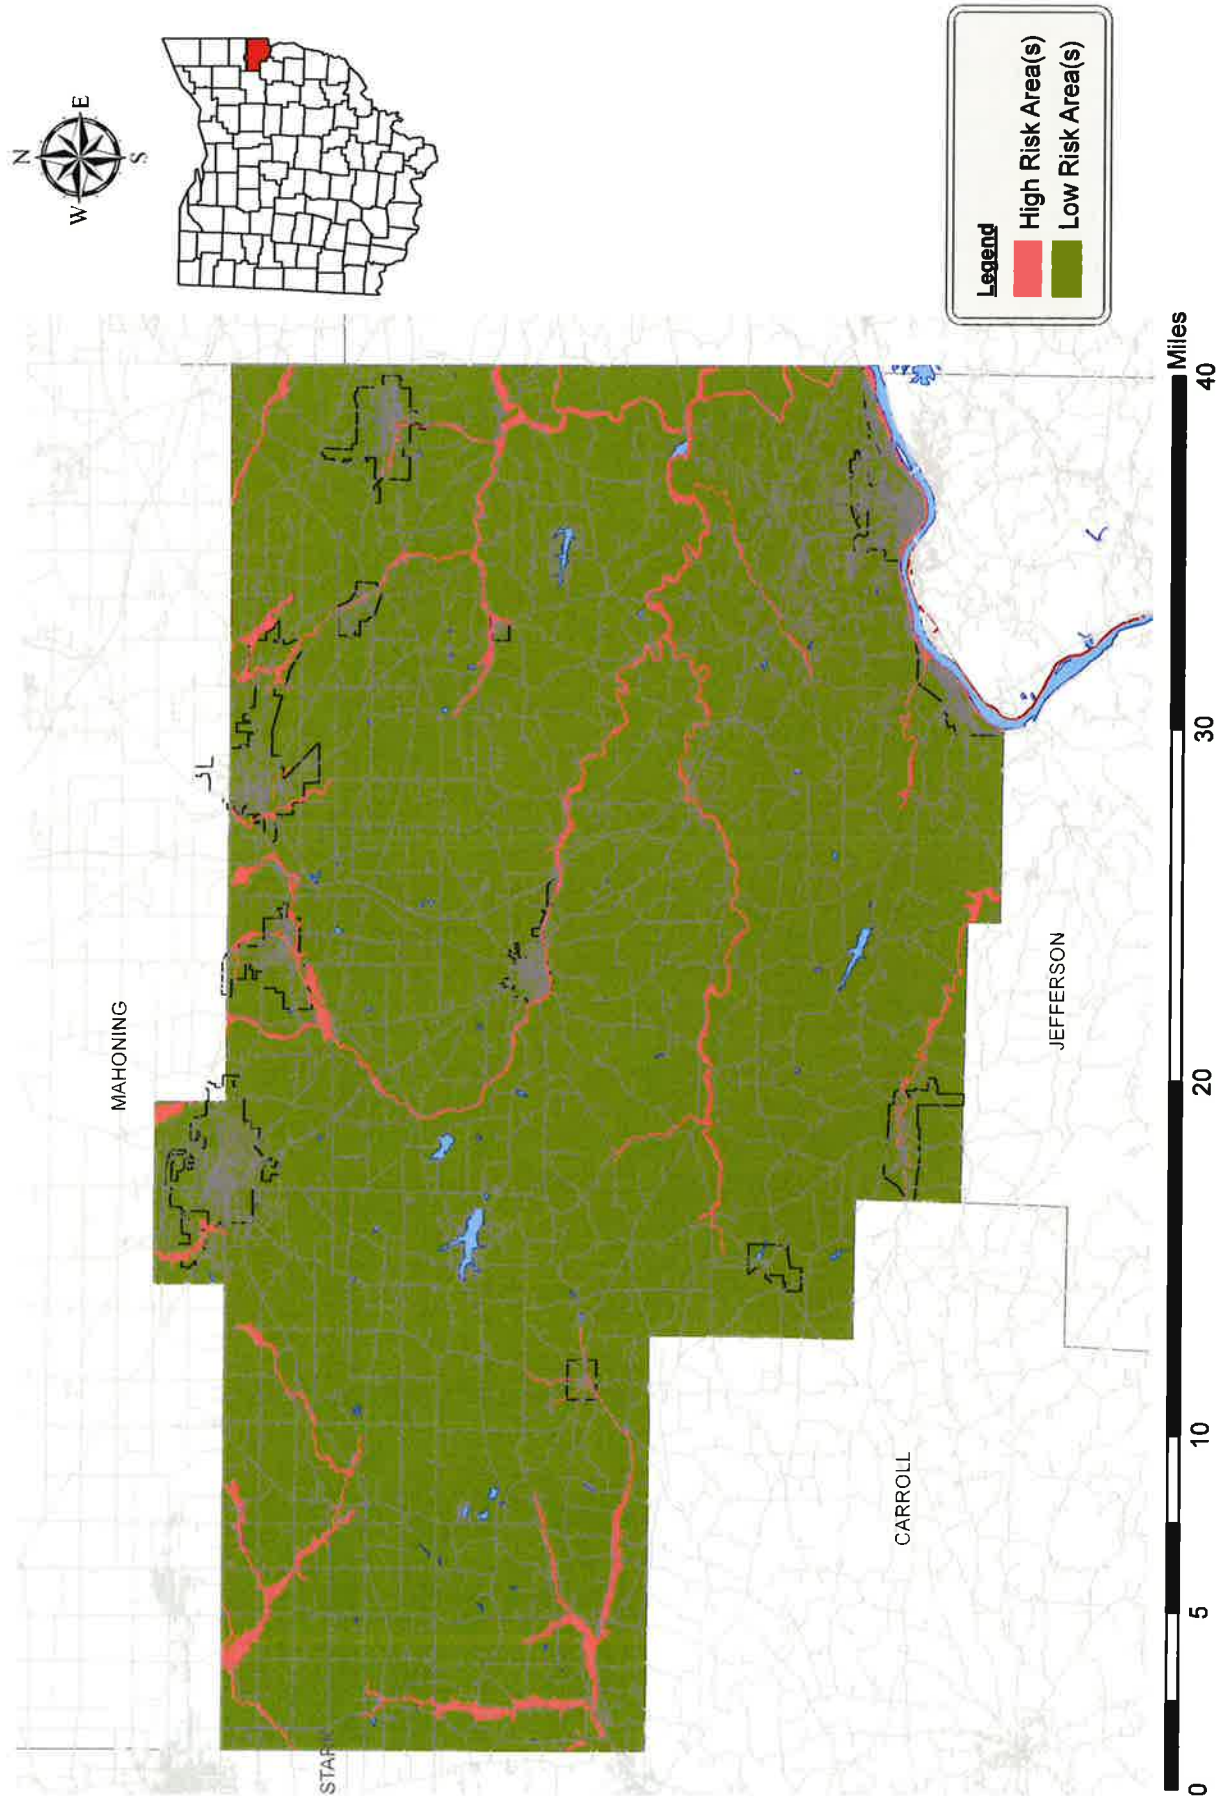 N
W
E
S
MAHONING
STARK
CARROLL
JEFFERSON
Legend
High Risk Area(s)
Low Risk Area(s)
0
5
10
20
30
40
Miles